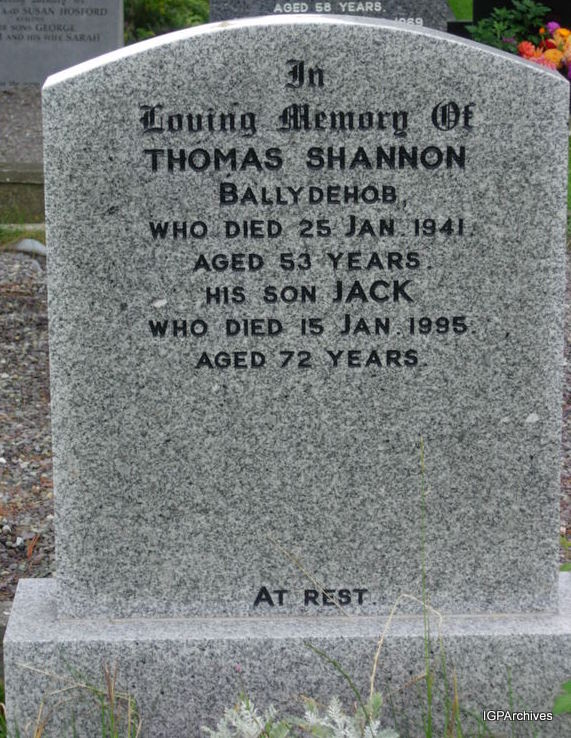 SUSAN HOSFORD
GEORGE
AND HIS WIFE SARAH
AGED 58 YEARS.
1989
In
Loving Memory Of
THOMAS SHANNON
BALLYDEHOB,
WHO DIED 25 JAN. 1941.
AGED 53 YEARS.
HIS SON JACK
WHO DIED 15 JAN. 1995.
AGED 72 YEARS.
AT REST.
IGPArchives